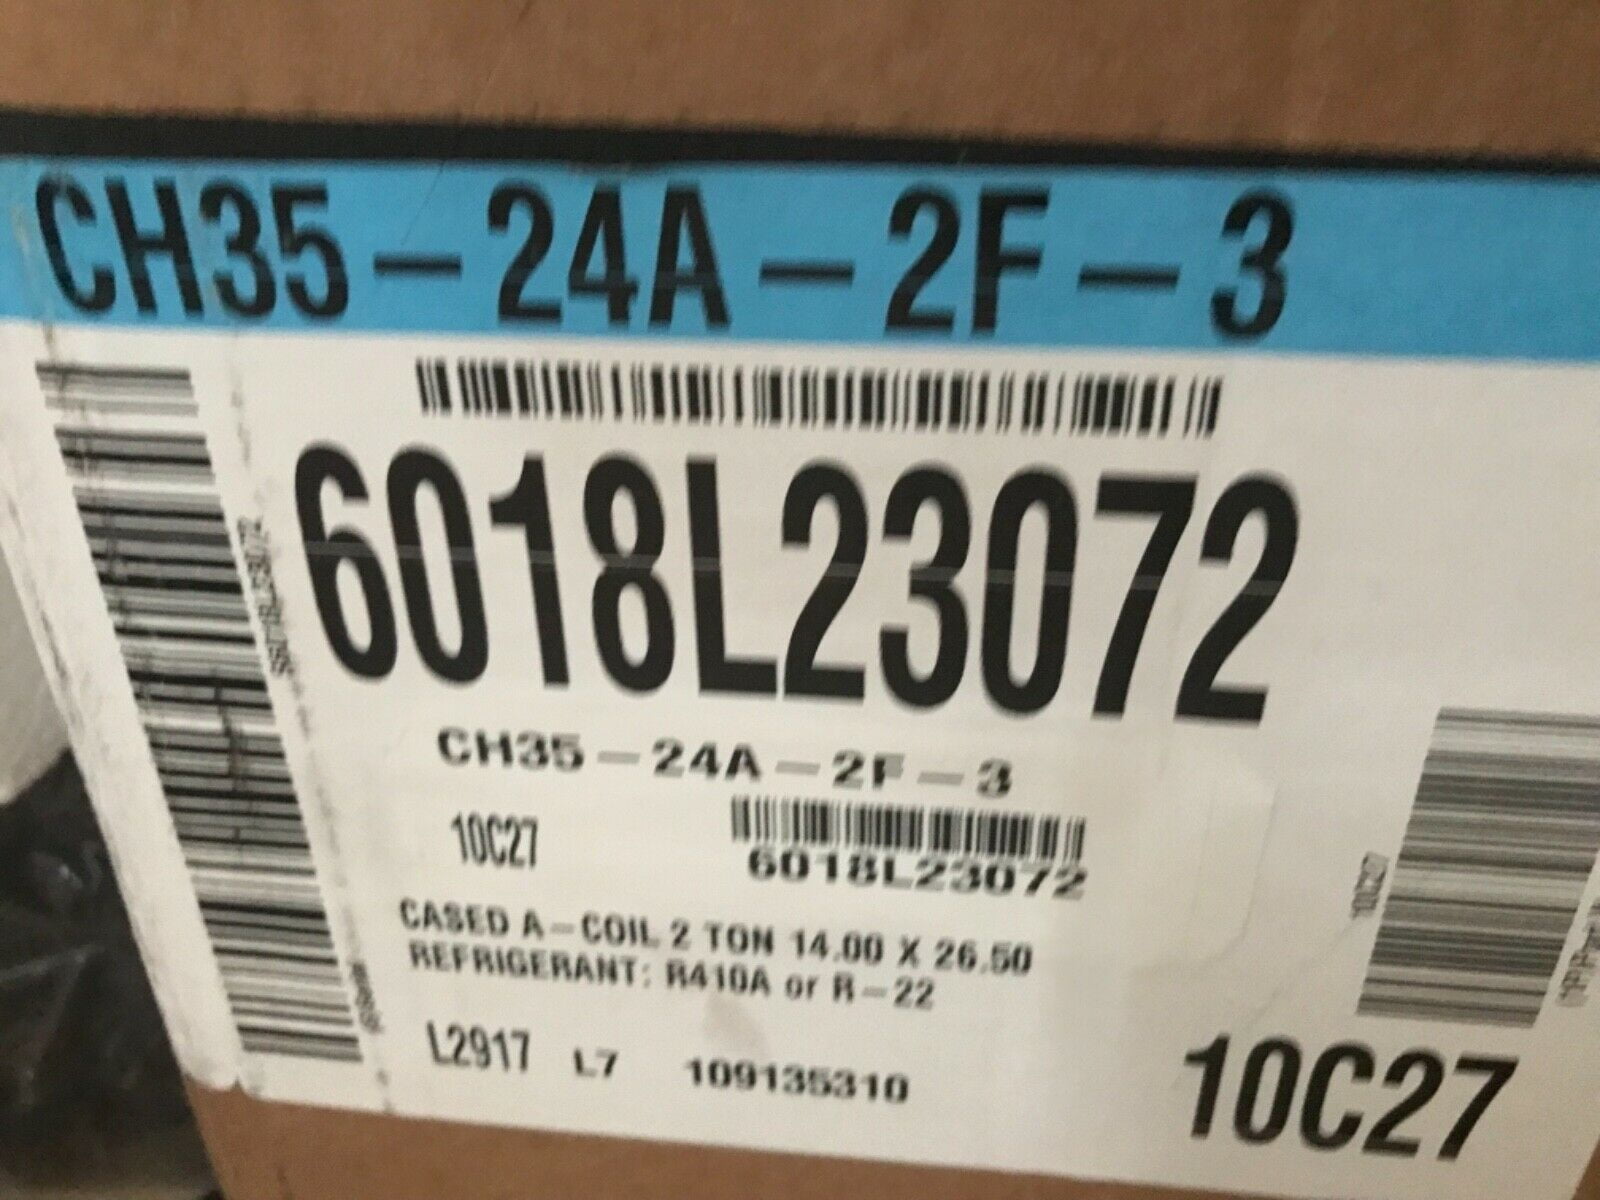 CH35-24A-2F-3
6018L23072
CH35-24A-2F-3
10C27
6018L23072
CASED A-COIL 2 TON 14.00 X 26.50
REFRIGERANT: R410A or R-22
L2917 L7 109135310
10C27
10C27